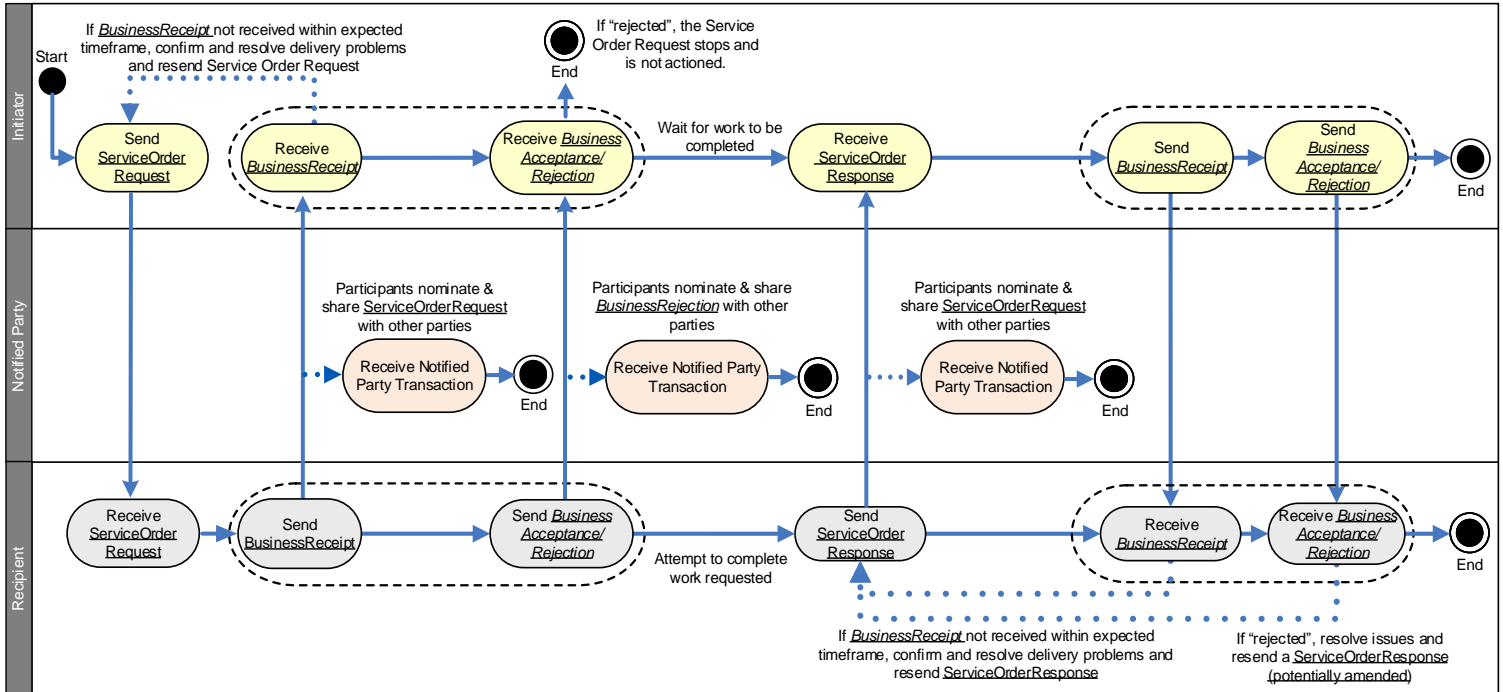 Initiator
Start
If BusinessReceipt not received within expected
timeframe, confirm and resolve delivery problems
and resend Service Order Request
End
If “rejected”, the Service
Order Request stops and
is not actioned.
Send
ServiceOrder
Request
Receive
BusinessReceipt
Receive Business
Acceptance/
Rejection
Wait for work to be
completed
Receive
ServiceOrder
Response
Send
BusinessReceipt
Send
Business
Acceptance/
Rejection
End
Notified Party
Participants nominate &
share ServiceOrderRequest
with other parties
Receive Notified
Party Transaction
End
Participants nominate & share
BusinessRejection with other
parties
Receive Notified Party
Transaction
End
Participants nominate &
share ServiceOrderRequest
with other parties
Receive Notified
Party Transaction
End
Recipient
Receive
ServiceOrder
Request
Send
BusinessReceipt
Send Business
Acceptance/
Rejection
Attempt to complete
work requested
Send
ServiceOrder
Response
Receive
BusinessReceipt
Receive Business
Acceptance/
Rejection
End
If BusinessReceipt not received within expected
timeframe, confirm and resolve delivery problems and
resend ServiceOrderResponse
If “rejected”, resolve issues and
resend a ServiceOrderResponse
(potentially amended)